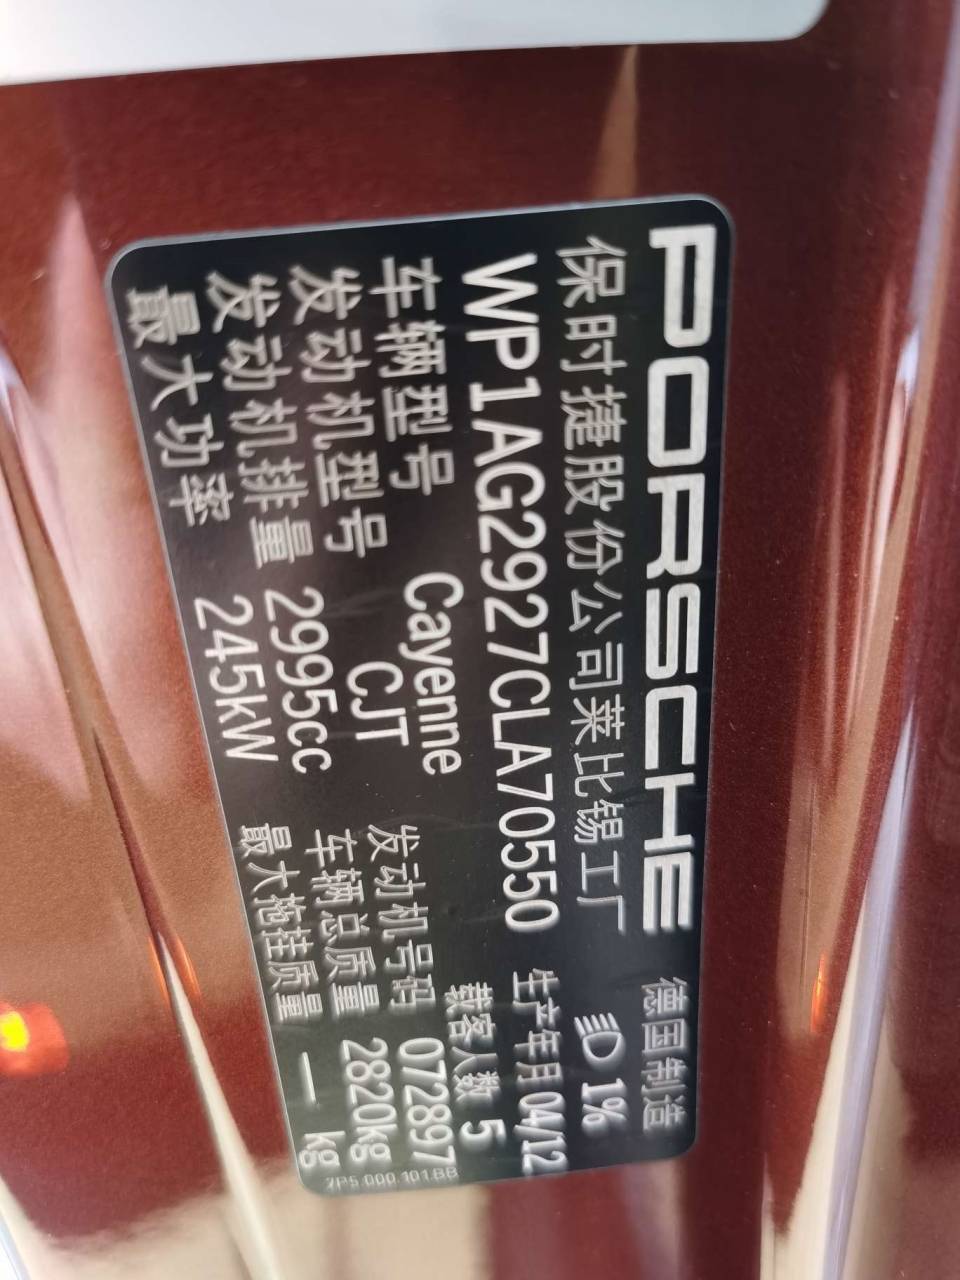 PORSCHE 德国制造
保时捷股份公司莱比锡工厂 1%
WP1AG2927CLA70550 生产年月 04/12
载客人数 5
车辆型号 Cayenne 发动机号码 072897
发动机型号 CJT 车辆总质量 2820kg
发动机排量 2995cc 最大拖挂质量 — kg
最大功率 245kW
7P5.000.101.BB